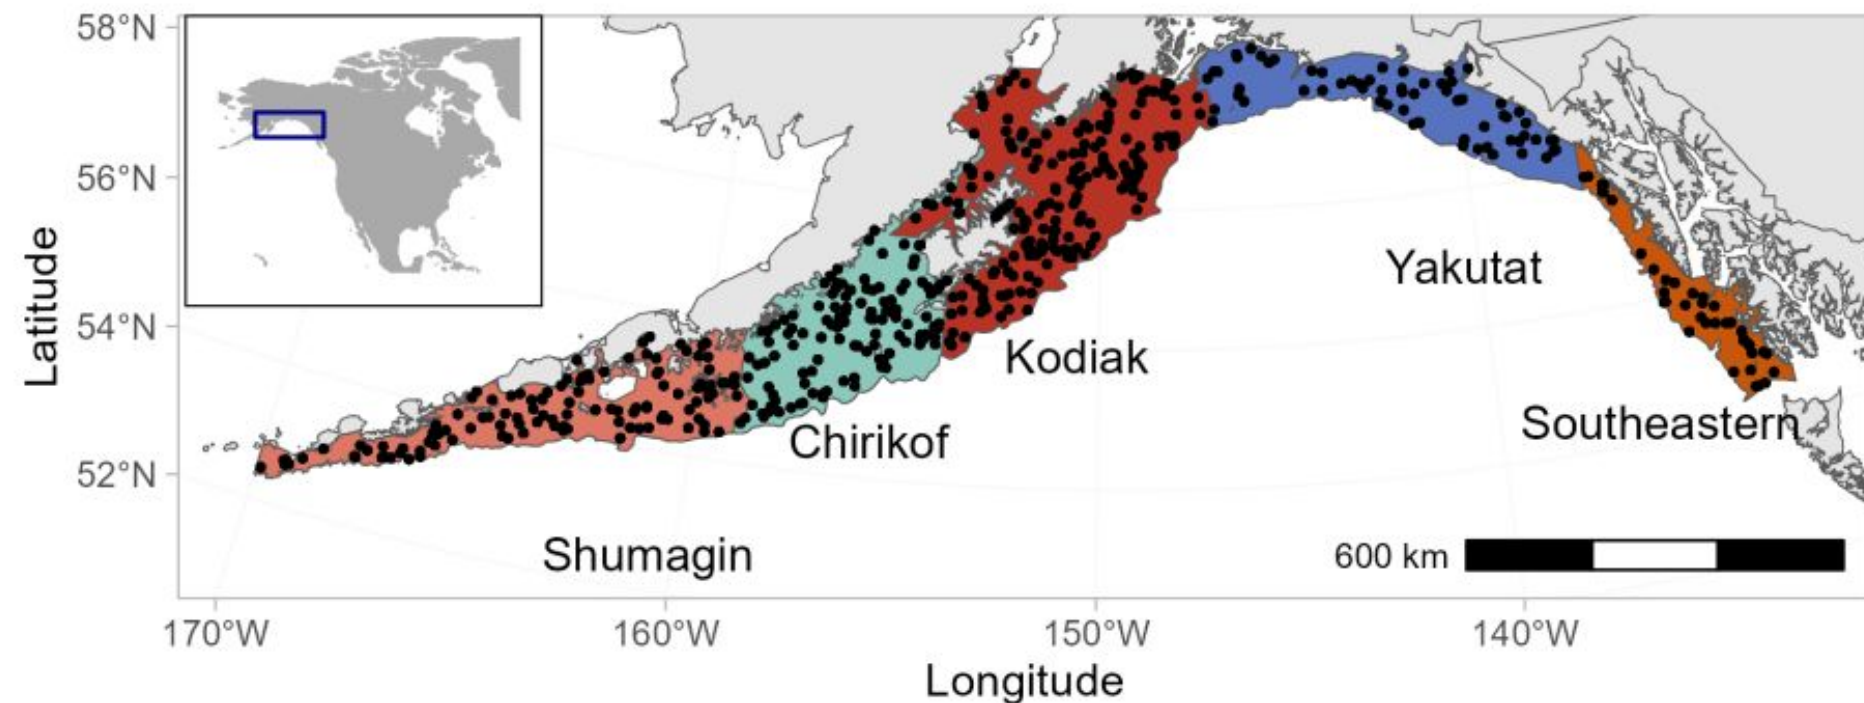 58°N
56°N
54°N
52°N
Latitude
Yakutat
Kodiak
Southeastern
Chirikof
Shumagin
600 km
170°W
160°W
150°W
140°W
Longitude